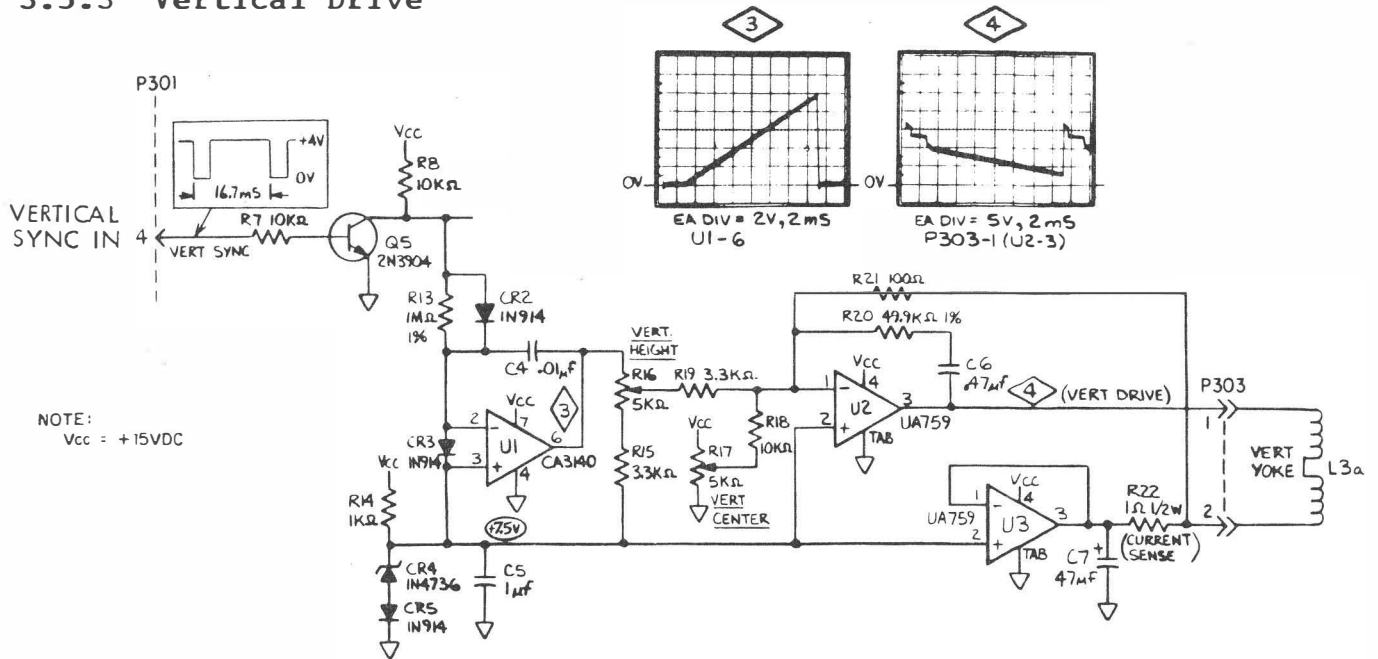 3.5.3 Vertical Drive
3
4
P301
+4V
0V
16.7mS
VERTICAL
SYNC IN 4
VERT SYNC
R7 10KΩ
Vcc
R8
10KΩ
Q5
2N3904
0V
EA DIV = 2V, 2mS
U1-6
0V
EA DIV = 5V, 2mS
P303-1 (U2-3)
R13
1MΩ
1%
CR2
1N914
C4 .01µf
3
VERT.
HEIGHT
R16
5KΩ
R19 3.3KΩ
R21 100Ω
R20 49.9KΩ 1%
C6
.47µf
Vcc
4
1
-
2
+
U2
3
UA759
TAB
4
(VERT DRIVE)
P303
1
2
VERT
YOKE
L3a
NOTE:
Vcc = +15VDC
CR3
1N914
2
-
3
+
Vcc
7
U1
6
4
CA3140
R15
3.3KΩ
Vcc
R17
5KΩ
VERT
CENTER
R18
10KΩ
Vcc
R14
1KΩ
+7.5V
CR4
1N4736
CR5
1N914
C5
1µf
UA759
1
-
2
+
Vcc
4
U3
3
TAB
R22
1Ω 1/2W
(CURRENT
SENSE)
C7
+
47µf